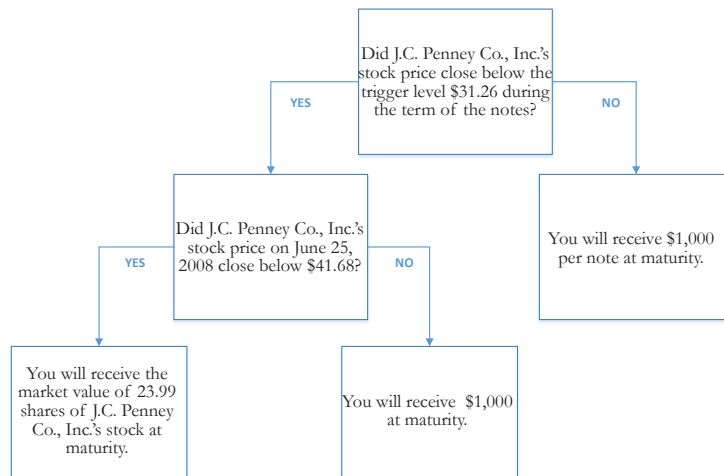 Did J.C. Penney Co., Inc.'s
stock price close below the
trigger level $31.26 during
the term of the notes?
YES
NO
Did J.C. Penney Co., Inc.'s
stock price on June 25,
2008 close below $41.68?
You will receive $1,000
per note at maturity.
YES
NO
You will receive the
market value of 23.99
shares of J.C. Penney
Co., Inc.'s stock at
maturity.
You will receive $1,000
at maturity.